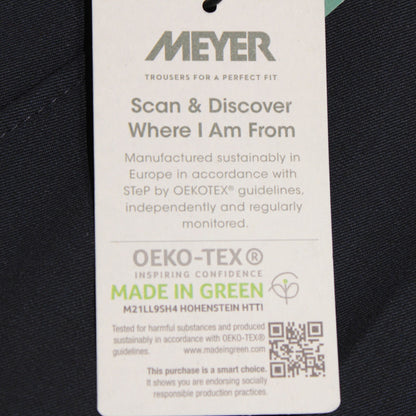 MEYER
TROUSERS FOR A PERFECT FIT
Scan & Discover
Where I Am From
Manufactured sustainably in
Europe in accordance with
STeP by OEKOTEX® guidelines,
independently and regularly
monitored.
OEKO-TEX®
INSPIRING CONFIDENCE
MADE IN GREEN
M21LL9SH4 HOHENSTEIN HTTI
Tested for harmful substances and produced
sustainably in accordance with OEKO-TEX®
guidelines. www.madeingreen.com
This purchase is a smart choice.
It shows you are endorsing socially
responsible production practices.